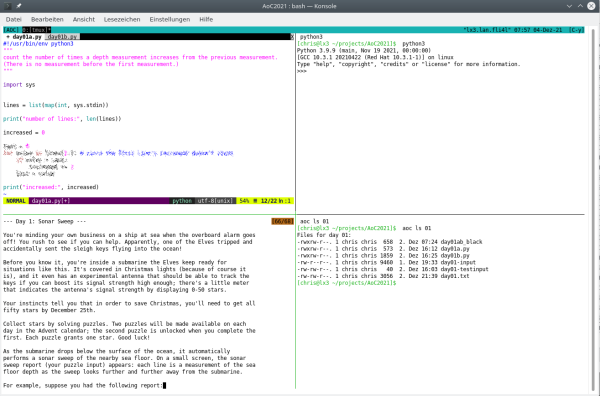 AoC2021 : bash — Konsole
Datei Bearbeiten Ansicht Lesezeichen Einstellungen Hilfe
[AOC] 0:[tmux]* "lx3.lan.fli4l" 07:57 04-Dez-21 [C-y]
+ day01a.py day01b.py X
#!/usr/bin/env python3
"""
count the number of times a depth measurement increases from the previous measurement.
(There is no measurement before the first measurement.)
"""
import sys
lines = list(map(int, sys.stdin))
print("number of lines:", len(lines))
increased = 0
print("increased:", increased)
~
NORMAL day01a.py[+] python utf-8[unix] 54% 12/22 :1
python3
[chris@lx3 ~/projects/AoC2021]$ python3
Python 3.9.9 (main, Nov 19 2021, 00:00:00)
[GCC 10.3.1 20210422 (Red Hat 10.3.1-1)] on linux
Type "help", "copyright", "credits" or "license" for more information.
>>>
--- Day 1: Sonar Sweep --- [66/66]
You're minding your own business on a ship at sea when the overboard alarm goes
off! You rush to see if you can help. Apparently, one of the Elves tripped and
accidentally sent the sleigh keys flying into the ocean!
Before you know it, you're inside a submarine the Elves keep ready for
situations like this. It's covered in Christmas lights (because of course it
is), and it even has an experimental antenna that should be able to track the
keys if you can boost its signal strength high enough; there's a little meter
that indicates the antenna's signal strength by displaying 0-50 stars.
Your instincts tell you that in order to save Christmas, you'll need to get all
fifty stars by December 25th.
Collect stars by solving puzzles. Two puzzles will be made available on each
day in the Advent calendar; the second puzzle is unlocked when you complete the
first. Each puzzle grants one star. Good luck!
As the submarine drops below the surface of the ocean, it automatically
performs a sonar sweep of the nearby sea floor. On a small screen, the sonar
sweep report (your puzzle input) appears: each line is a measurement of the sea
floor depth as the sweep looks further and further away from the submarine.
For example, suppose you had the following report:
aoc ls 01
[chris@lx3 ~/projects/AoC2021]$ aoc ls 01
Files for day 01:
-rwxrw-r--. 1 chris chris 658 2. Dez 07:24 day01ab_black
-rwxrwxr-x. 1 chris chris 573 2. Dez 16:12 day01a.py
-rwxrwxr-x. 1 chris chris 1859 2. Dez 16:25 day01b.py
-rw-r--r--. 1 chris chris 9460 1. Dez 19:33 day01-input
-rw-rw-r--. 1 chris chris 40 2. Dez 16:03 day01-testinput
-rw-rw-r--. 1 chris chris 3056 2. Dez 21:39 day01.txt
[chris@lx3 ~/projects/AoC2021]$